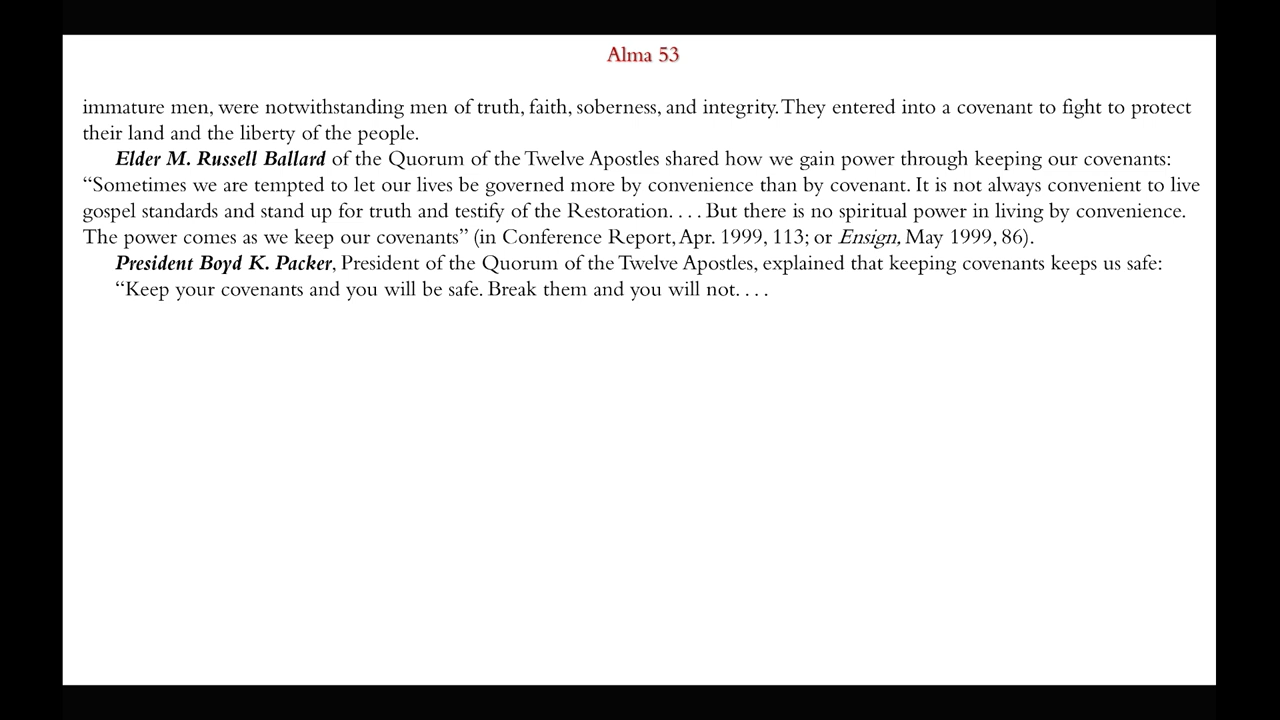 Alma 53
immature men, were notwithstanding men of truth, faith, soberness, and integrity. They entered into a covenant to fight to protect
their land and the liberty of the people.
Elder M. Russell Ballard of the Quorum of the Twelve Apostles shared how we gain power through keeping our covenants:
“Sometimes we are tempted to let our lives be governed more by convenience than by covenant. It is not always convenient to live
gospel standards and stand up for truth and testify of the Restoration. . . . But there is no spiritual power in living by convenience.
The power comes as we keep our covenants” (in Conference Report, Apr. 1999, 113; or Ensign, May 1999, 86).
President Boyd K. Packer, President of the Quorum of the Twelve Apostles, explained that keeping covenants keeps us safe:
“Keep your covenants and you will be safe. Break them and you will not. . . .